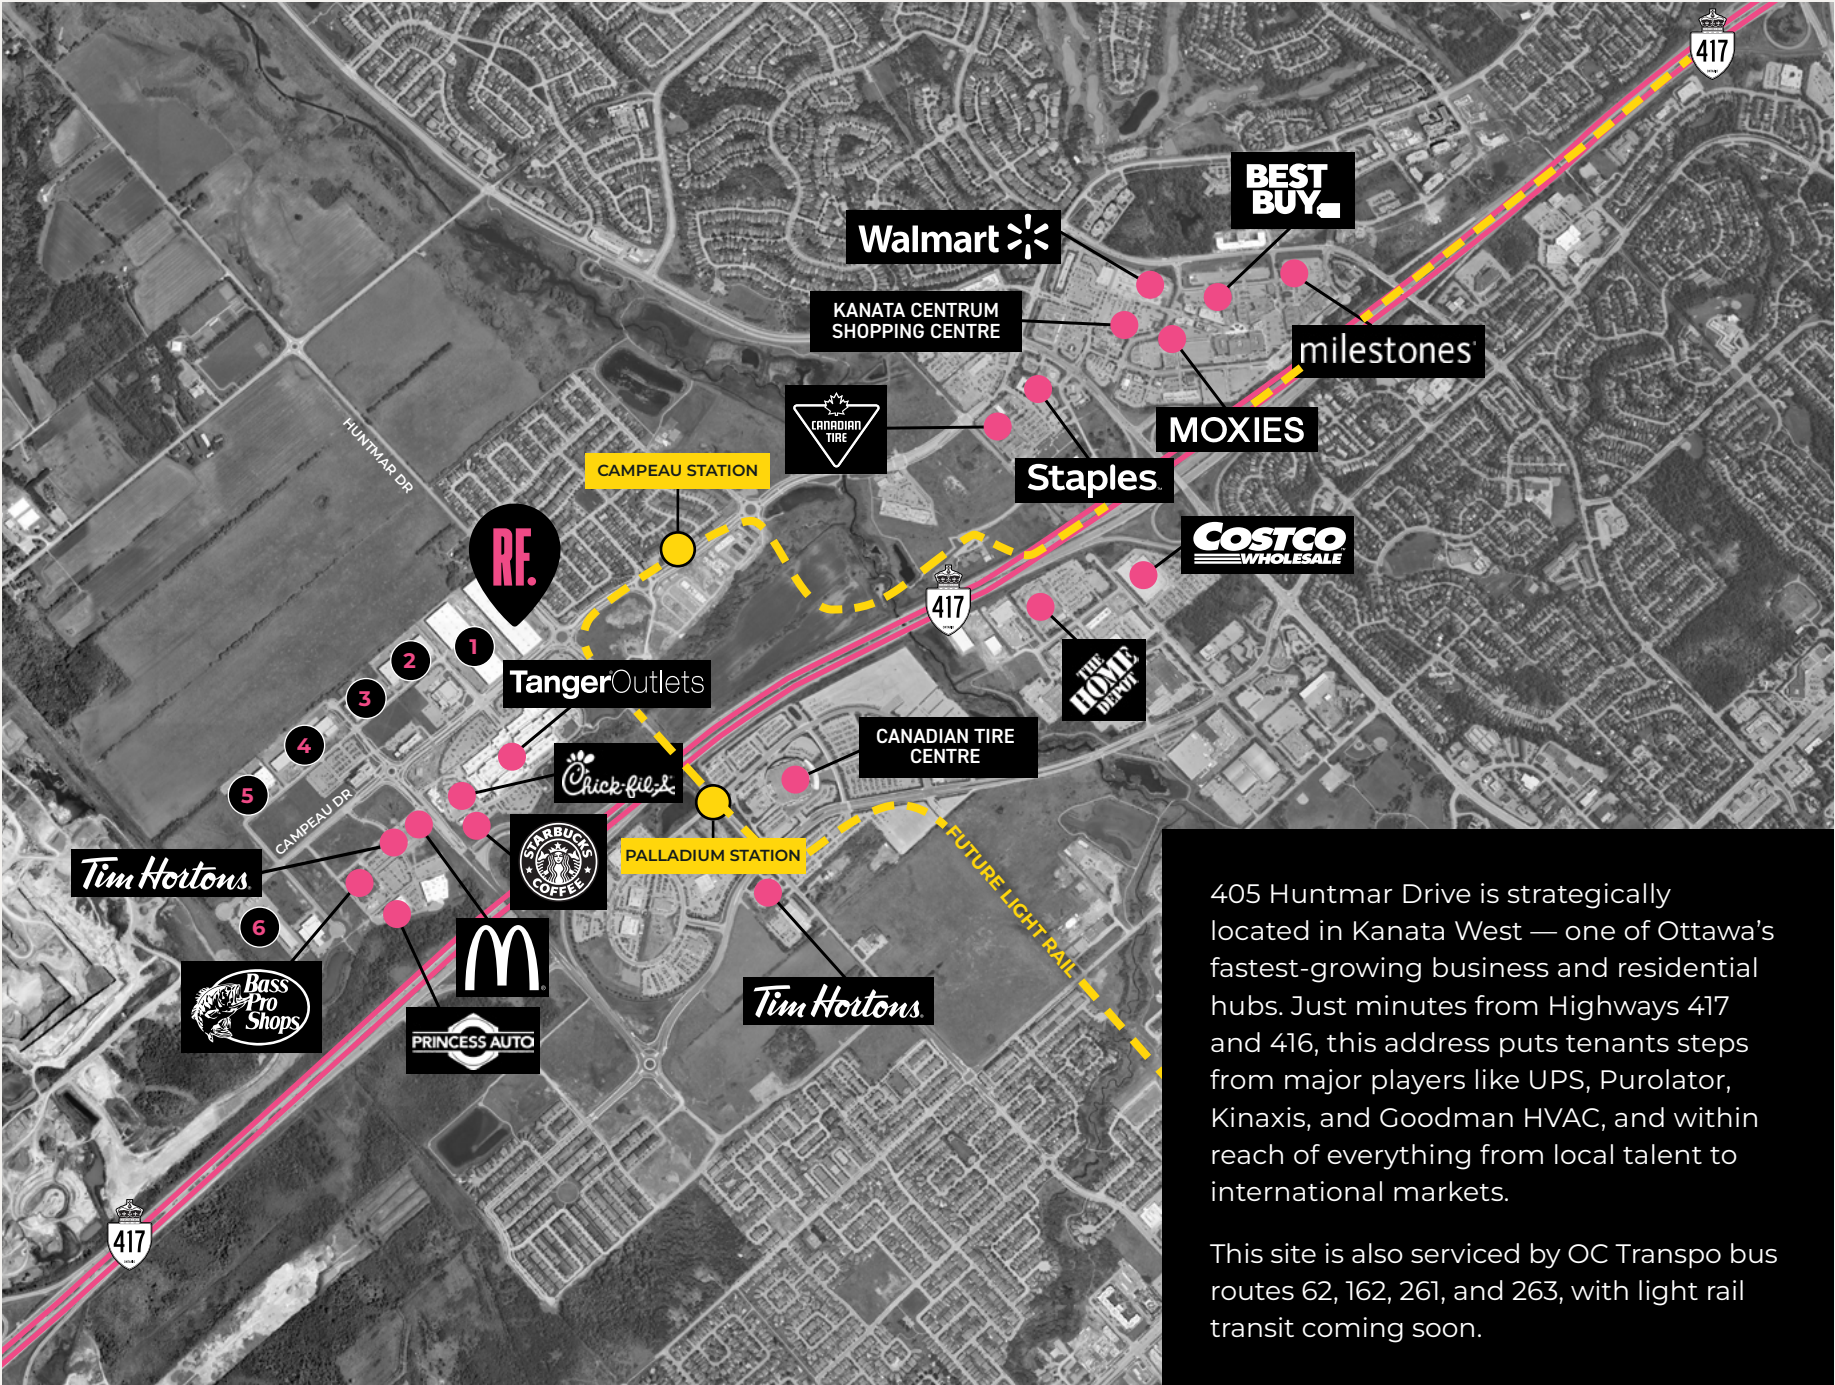 417
BEST
BUY
Walmart
KANATA CENTRUM
SHOPPING CENTRE
milestones
CANADIAN
TIRE
MOXIES
HUNTMAR DR
CAMPEAU STATION
Staples
COSTCO
WHOLESALE
RF.
417
1
2
THE
HOME
DEPOT
TangerOutlets
3
CANADIAN TIRE
CENTRE
4
Chick-fil-A
5
CAMPEAU DR
STARBUCKS
COFFEE
PALLADIUM STATION
FUTURE LIGHT RAIL
Tim Hortons
6
Bass
Pro
Shops
PRINCESS AUTO
Tim Hortons
417
405 Huntmar Drive is strategically
located in Kanata West — one of Ottawa’s
fastest-growing business and residential
hubs. Just minutes from Highways 417
and 416, this address puts tenants steps
from major players like UPS, Purolator,
Kinaxis, and Goodman HVAC, and within
reach of everything from local talent to
international markets.
This site is also serviced by OC Transpo bus
routes 62, 162, 261, and 263, with light rail
transit coming soon.